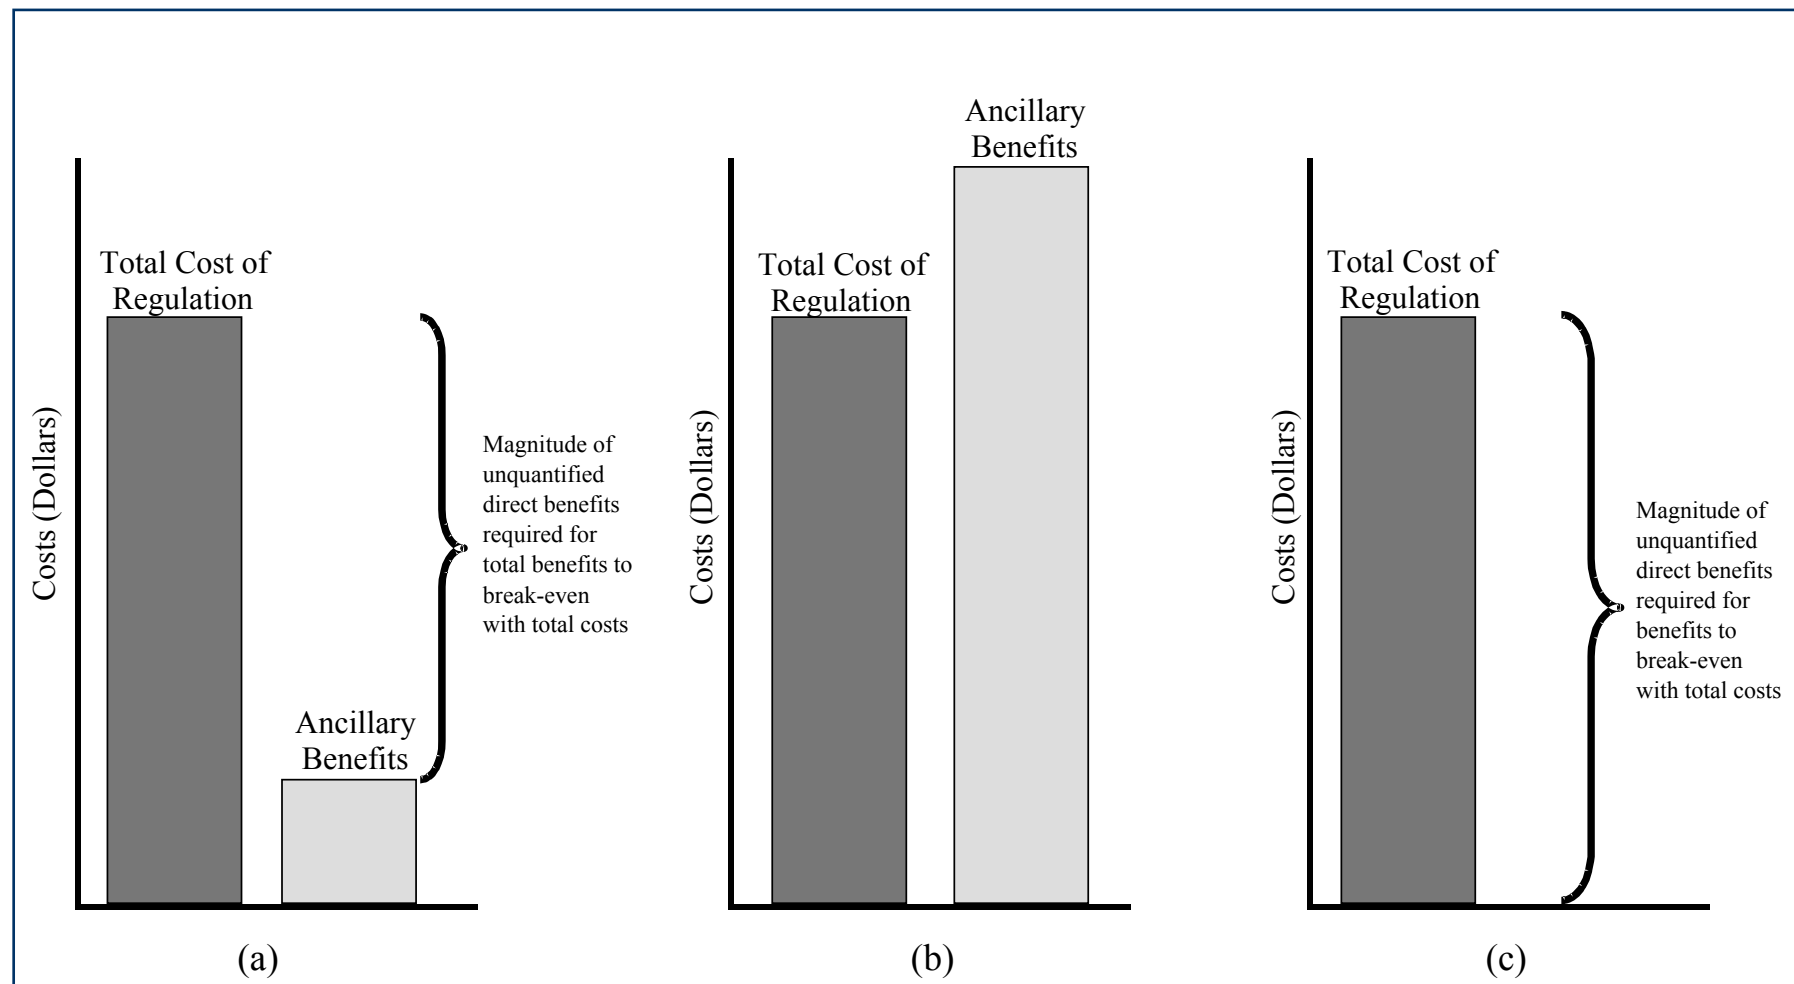 Costs (Dollars)
Total Cost of
Regulation
Ancillary
Benefits
Magnitude of
unquantified
direct benefits
required for
total benefits to
break-even
with total costs
(a)
Costs (Dollars)
Total Cost of
Regulation
Ancillary
Benefits
(b)
Costs (Dollars)
Total Cost of
Regulation
Magnitude of
unquantified
direct benefits
required for
benefits to
break-even
with total costs
(c)